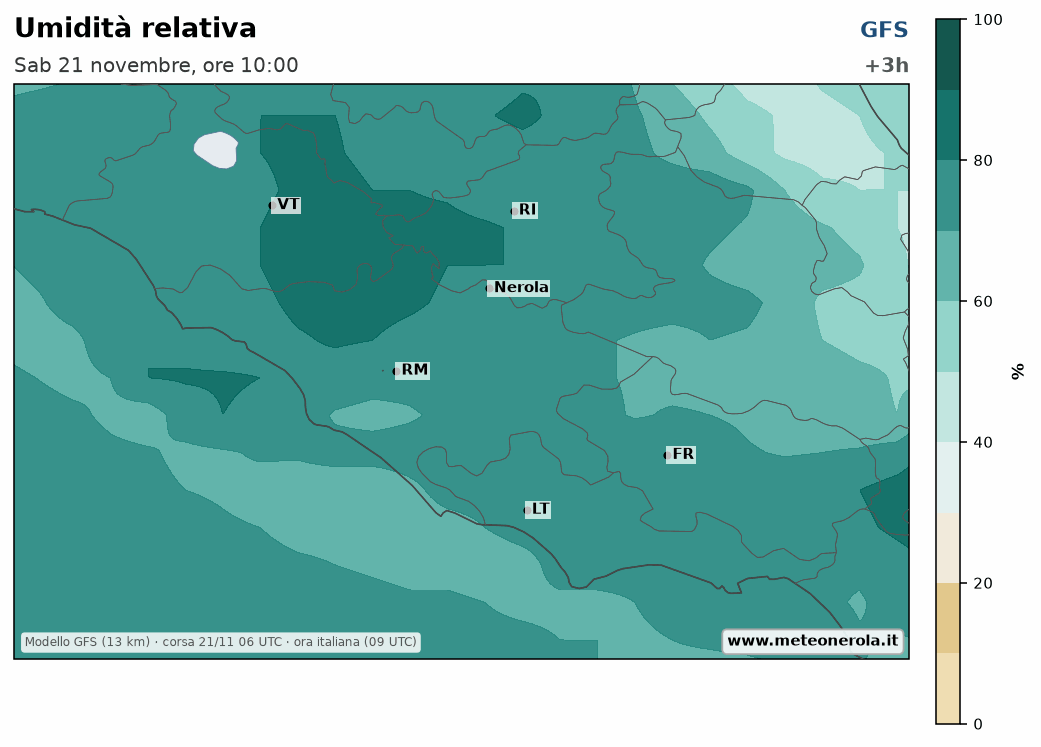 Umidità relativa
GFS
Sab 21 novembre, ore 10:00
+3h
100
80
60
40
20
0
%
VT
RI
Nerola
RM
FR
LT
Modello GFS (13 km) · corsa 21/11 06 UTC · ora italiana (09 UTC)
www.meteonerola.it